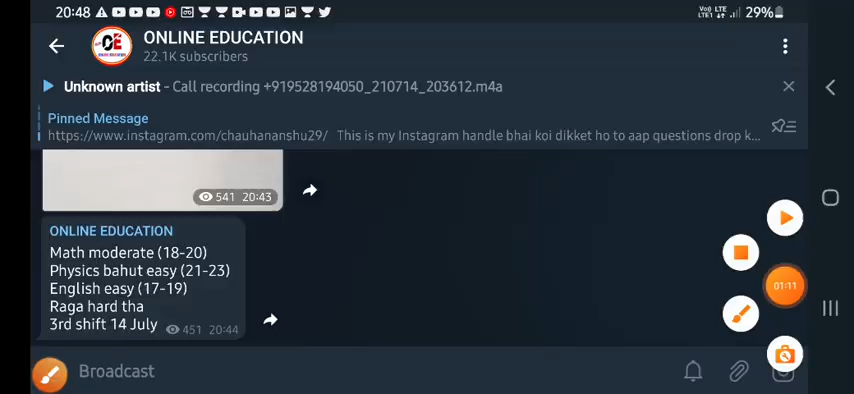 20:48
Vo)) LTE
LTE1 29%
ONLINE EDUCATION
22.1K subscribers
Unknown artist - Call recording +919528194050_210714_203612.m4a
Pinned Message
https://www.instagram.com/chauhananshu29/ This is my Instagram handle bhai koi dikket ho to aap questions drop k...
541 20:43
ONLINE EDUCATION
Math moderate (18-20)
Physics bahut easy (21-23)
English easy (17-19)
Raga hard tha
3rd shift 14 July 451 20:44
01:11
Broadcast